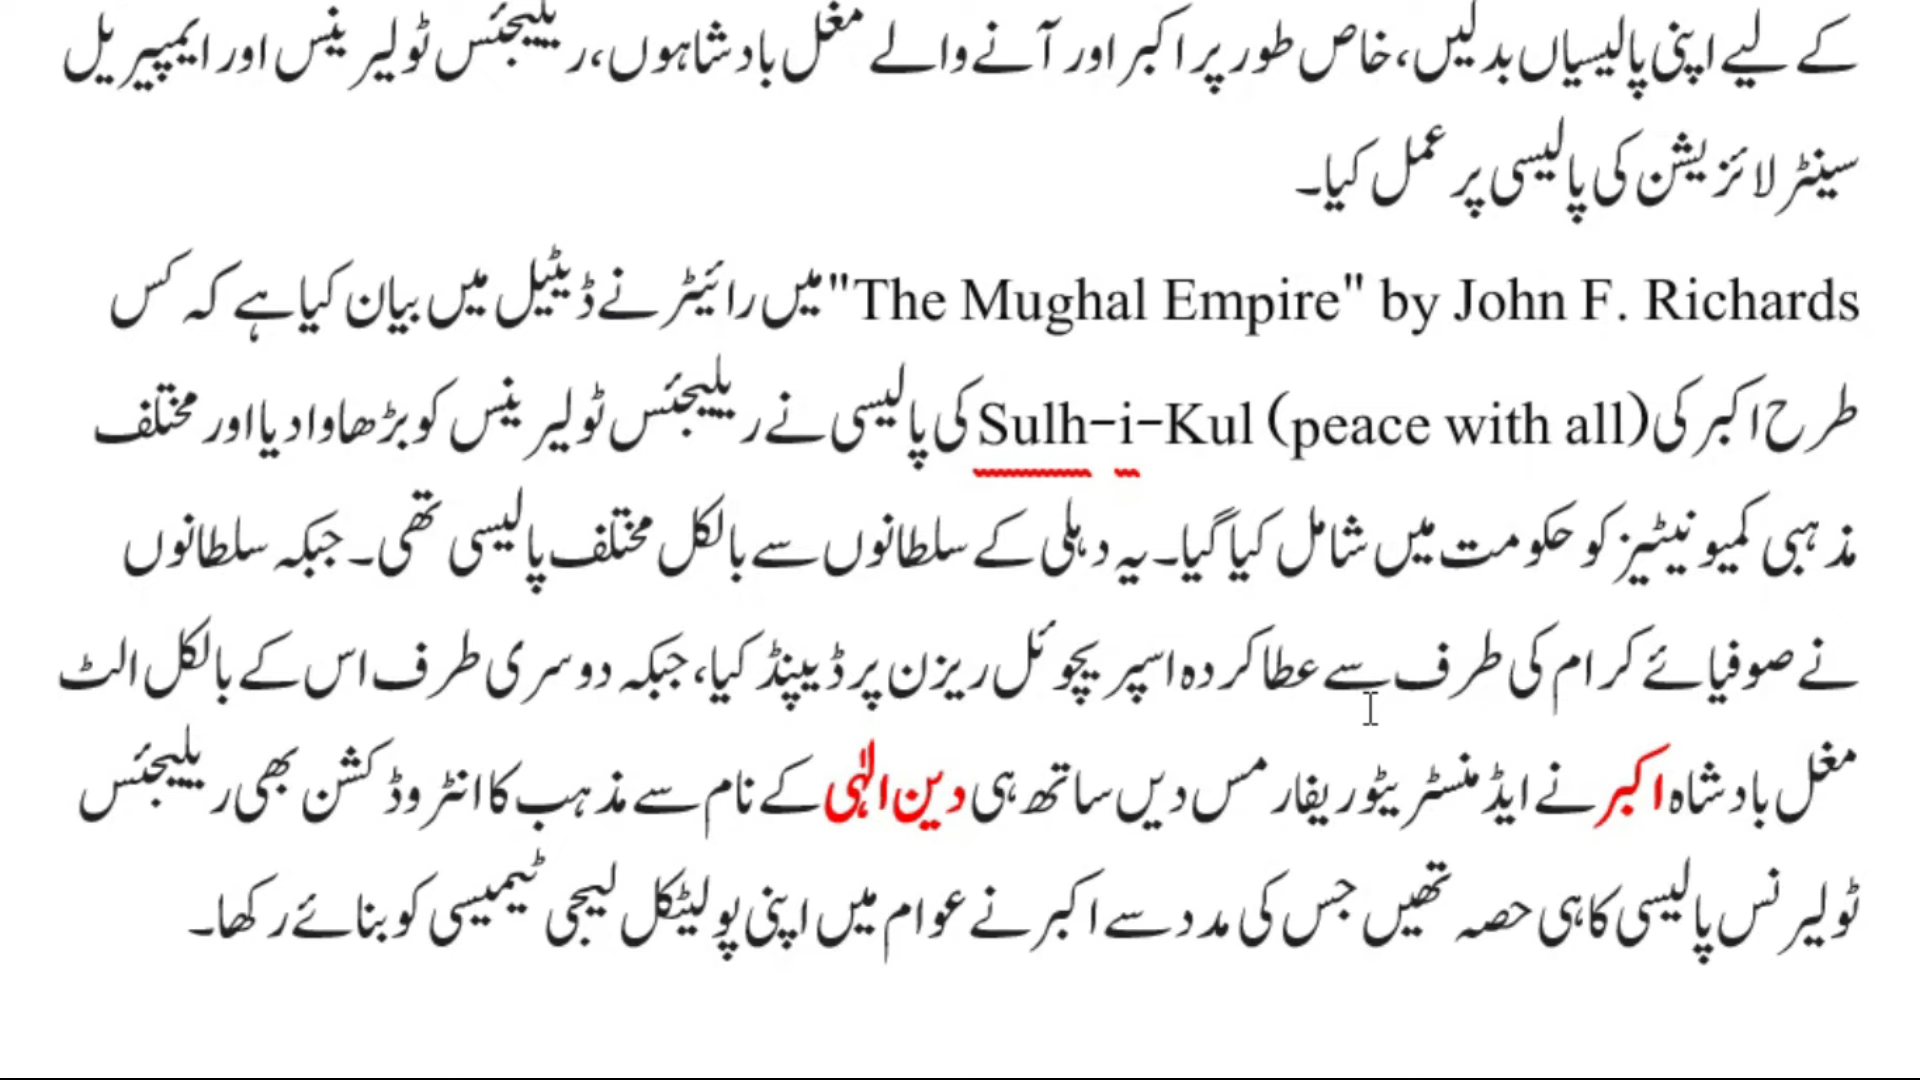 کے لیے اپنی پالیسیاں بدلیں، خاص طور پر اکبر اور آنے والے مغل بادشاہوں، ریلیجئس ٹولیرینس اور ایمپیریل
سینٹرلائزیشن کی پالیسی پر عمل کیا۔
"The Mughal Empire" by John F. Richards میں رائیٹر نے ڈیٹیل میں بیان کیا ہے کہ کس
طرح اکبر کی Sulh-i-Kul (peace with all) کی پالیسی نے ریلیجئس ٹولیرینس کو بڑھاوا دیا اور مختلف
مذہبی کمیونیٹیز کو حکومت میں شامل کیا گیا۔ یہ دہلی کے سلطانوں سے بالکل مختلف پالیسی تھی۔ جبکہ سلطانوں
نے صوفیائے کرام کی طرف سے عطا کردہ اسپریچوئل ریزن پر ڈیپنڈ کیا، جبکہ دوسری طرف اس کے بالکل الٹ
مغل بادشاہ اکبر نے ایڈمنسٹریٹو ریفارمس دیں ساتھ ہی دین الٰہی کے نام سے مذہب کا انٹروڈکشن بھی ریلیجئس
ٹولیرنس پالیسی کا ہی حصہ تھیں جس کی مدد سے اکبر نے عوام میں اپنی پولیٹکل لیجی ٹیمیسی کو بنائے رکھا۔